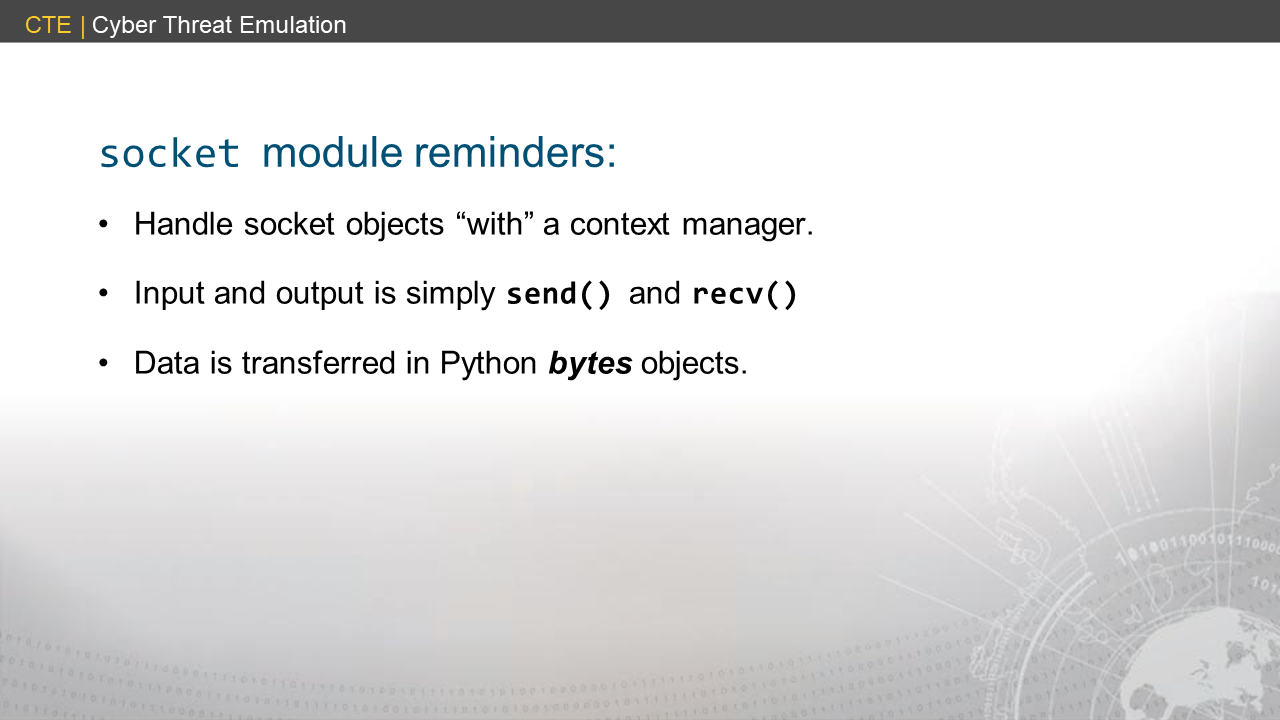 CTE | Cyber Threat Emulation
socket module reminders:
• Handle socket objects “with” a context manager.
• Input and output is simply send() and recv()
• Data is transferred in Python bytes objects.